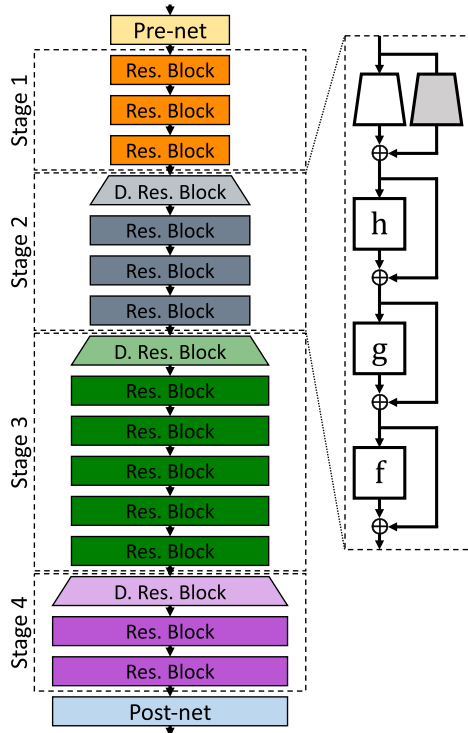 Pre-net
Stage 1
Res. Block
Res. Block
Res. Block
Stage 2
D. Res. Block
Res. Block
Res. Block
Res. Block
Stage 3
D. Res. Block
Res. Block
Res. Block
Res. Block
Res. Block
Res. Block
Stage 4
D. Res. Block
Res. Block
Res. Block
Post-net
h
g
f